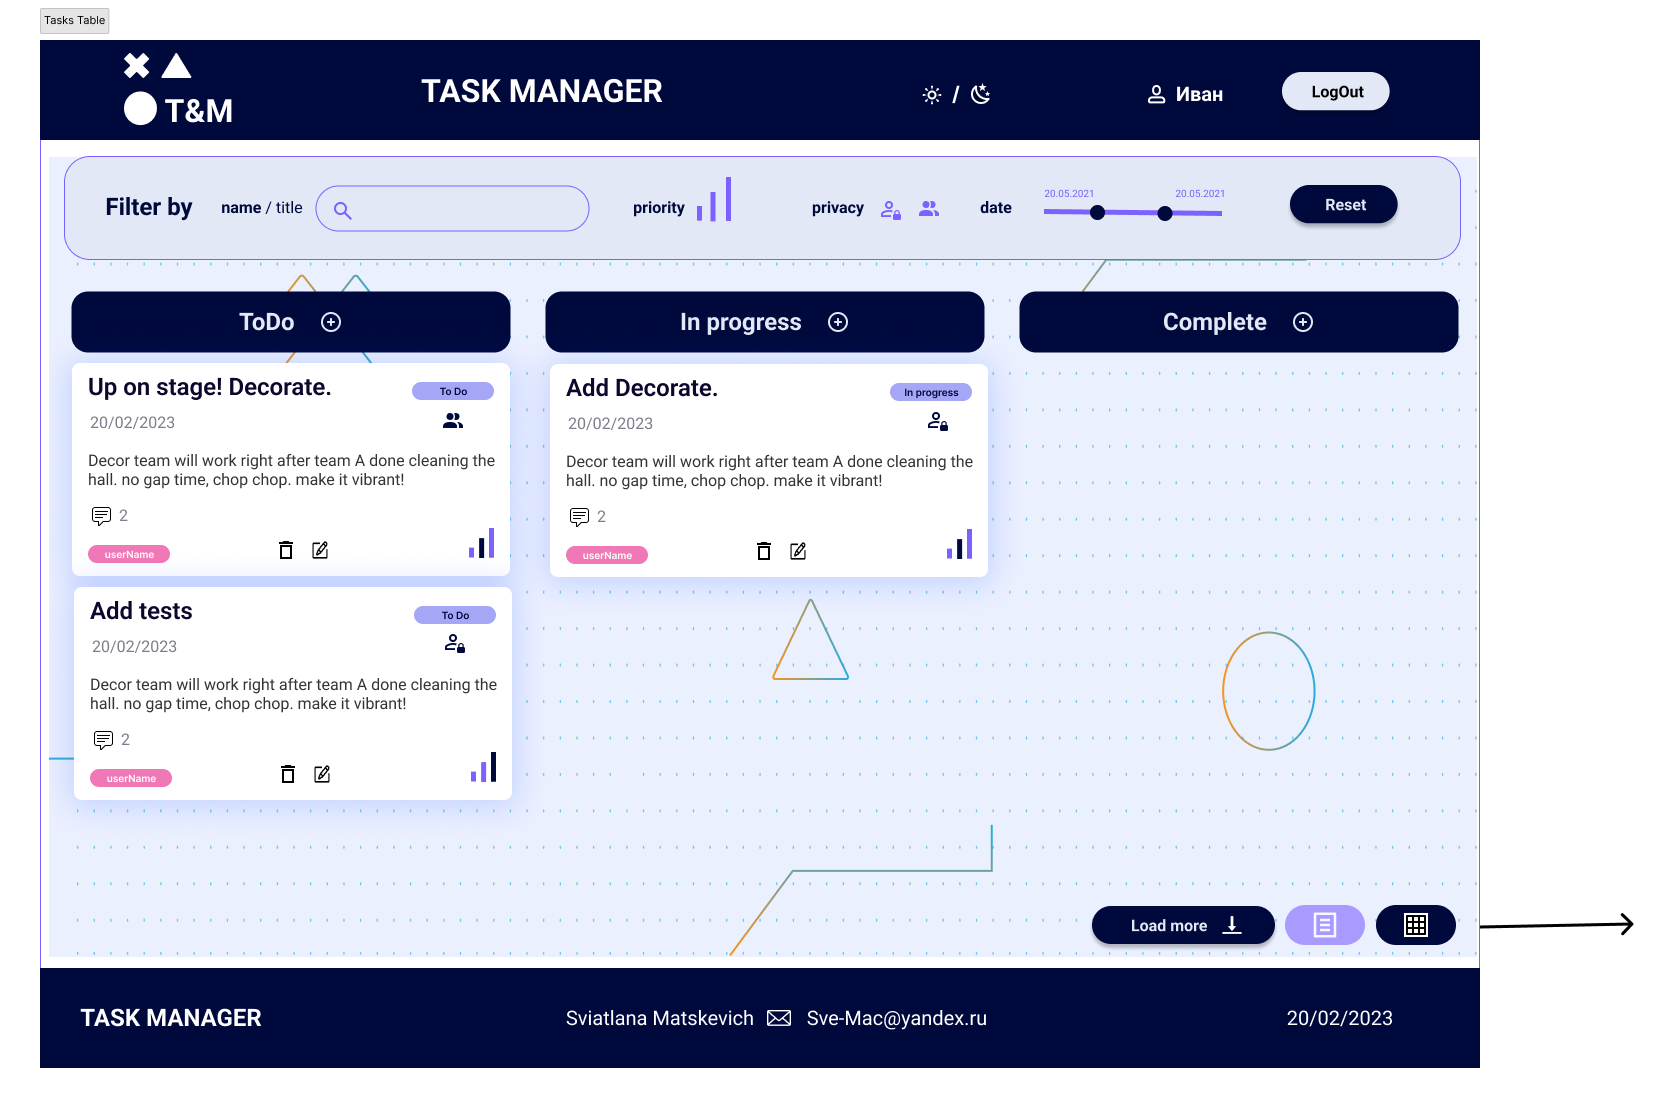 Tasks Table
T&M
TASK MANAGER
/
Иван
LogOut
Filter by
name / title
priority
privacy
date
20.05.2021
20.05.2021
Reset
ToDo
In progress
Complete
Up on stage! Decorate.
To Do
20/02/2023
Decor team will work right after team A done cleaning the
hall. no gap time, chop chop. make it vibrant!
2
userName
Add Decorate.
In progress
20/02/2023
Decor team will work right after team A done cleaning the
hall. no gap time, chop chop. make it vibrant!
2
userName
Add tests
To Do
20/02/2023
Decor team will work right after team A done cleaning the
hall. no gap time, chop chop. make it vibrant!
2
userName
Load more
TASK MANAGER
Sviatlana Matskevich
Sve-Mac@yandex.ru
20/02/2023